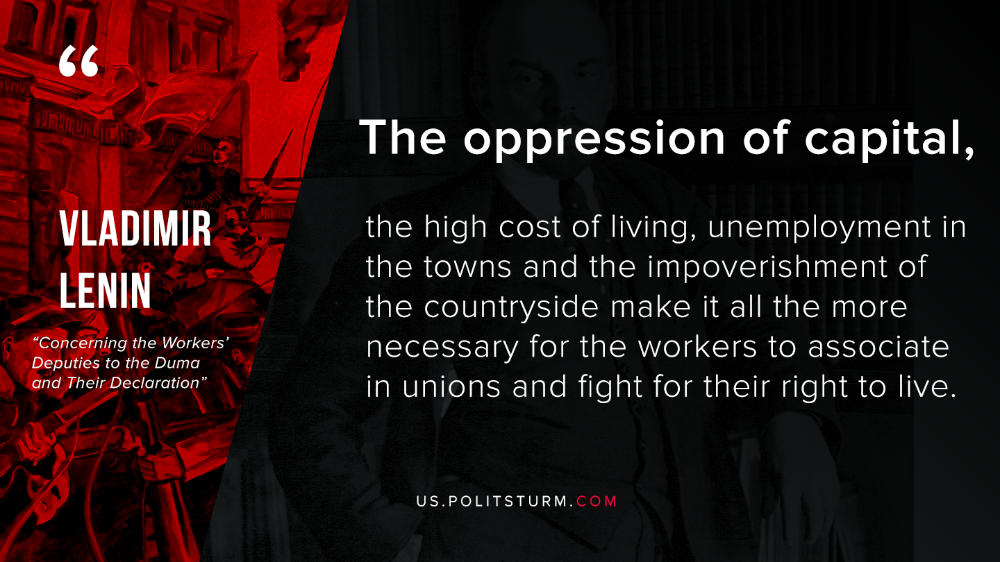 “
VLADIMIR
LENIN
“Concerning the Workers’
Deputies to the Duma
and Their Declaration”
The oppression of capital,
the high cost of living, unemployment in
the towns and the impoverishment of
the countryside make it all the more
necessary for the workers to associate
in unions and fight for their right to live.
US.POLITSTURM.COM